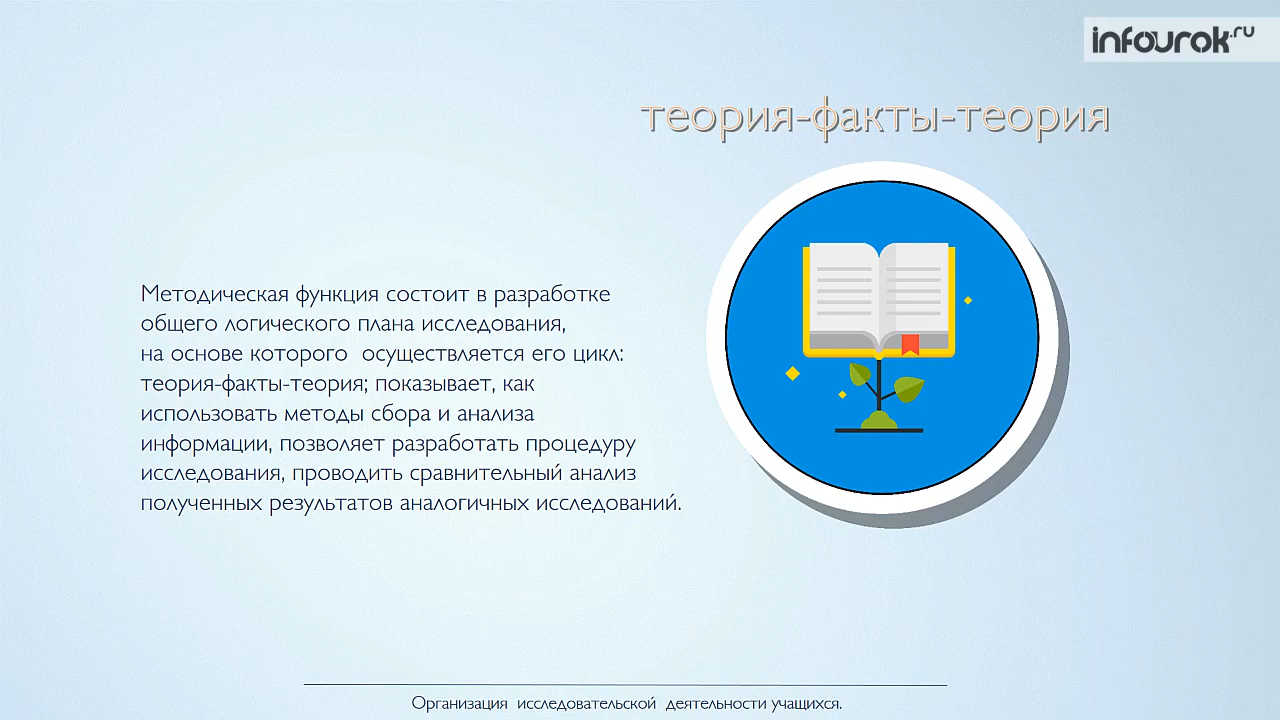 infourok.ru
теория-факты-теория
Методическая функция состоит в разработке
общего логического плана исследования,
на основе которого осуществляется его цикл:
теория-факты-теория; показывает, как
использовать методы сбора и анализа
информации, позволяет разработать процедуру
исследования, проводить сравнительный анализ
полученных результатов аналогичных исследований.
Организация исследовательской деятельности учащихся.